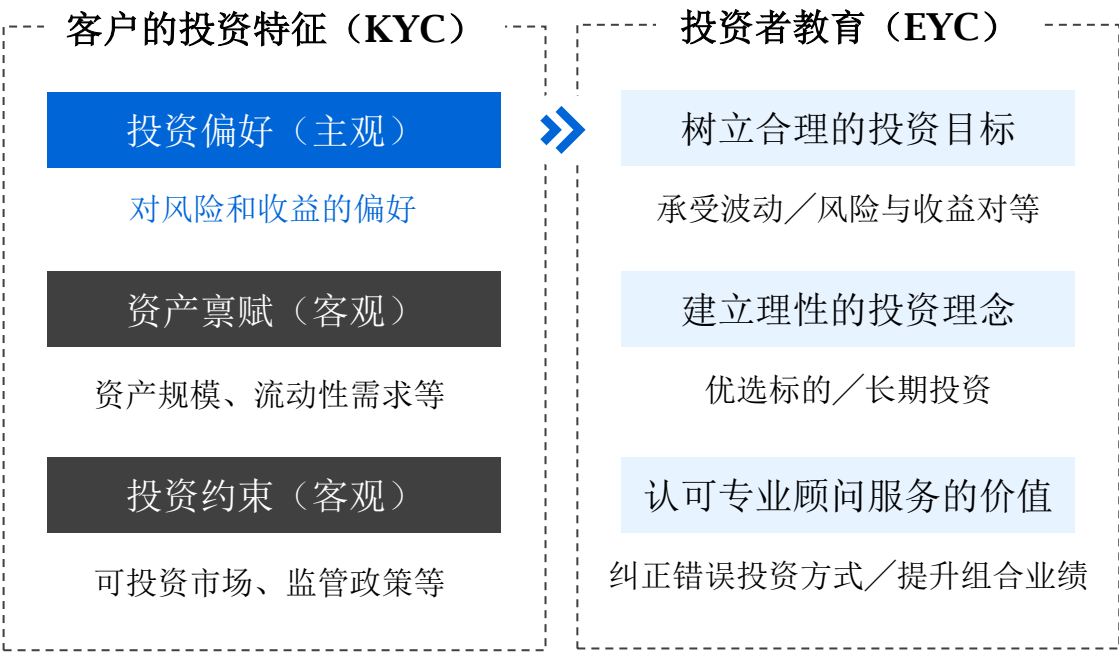 客户的投资特征（KYC）
投资偏好（主观）
对风险和收益的偏好
资产禀赋（客观）
资产规模、流动性需求等
投资约束（客观）
可投资市场、监管政策等
投资者教育（EYC）
树立合理的投资目标
承受波动／风险与收益对等
建立理性的投资理念
优选标的／长期投资
认可专业顾问服务的价值
纠正错误投资方式／提升组合业绩